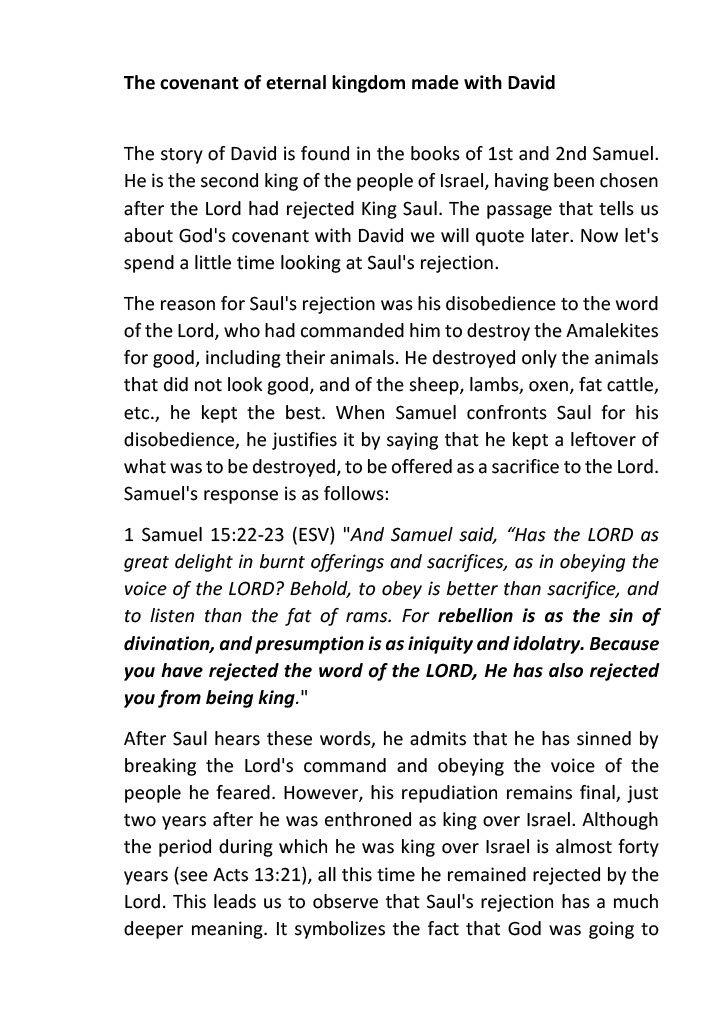 The covenant of eternal kingdom made with David
The story of David is found in the books of 1st and 2nd Samuel.
He is the second king of the people of Israel, having been chosen
after the Lord had rejected King Saul. The passage that tells us
about God's covenant with David we will quote later. Now let's
spend a little time looking at Saul's rejection.
The reason for Saul's rejection was his disobedience to the word
of the Lord, who had commanded him to destroy the Amalekites
for good, including their animals. He destroyed only the animals
that did not look good, and of the sheep, lambs, oxen, fat cattle,
etc., he kept the best. When Samuel confronts Saul for his
disobedience, he justifies it by saying that he kept a leftover of
what was to be destroyed, to be offered as a sacrifice to the Lord.
Samuel's response is as follows:
1 Samuel 15:22-23 (ESV) "And Samuel said, “Has the LORD as
great delight in burnt offerings and sacrifices, as in obeying the
voice of the LORD? Behold, to obey is better than sacrifice, and
to listen than the fat of rams. For rebellion is as the sin of
divination, and presumption is as iniquity and idolatry. Because
you have rejected the word of the LORD, He has also rejected
you from being king."
After Saul hears these words, he admits that he has sinned by
breaking the Lord's command and obeying the voice of the
people he feared. However, his repudiation remains final, just
two years after he was enthroned as king over Israel. Although
the period during which he was king over Israel is almost forty
years (see Acts 13:21), all this time he remained rejected by the
Lord. This leads us to observe that Saul's rejection has a much
deeper meaning. It symbolizes the fact that God was going to